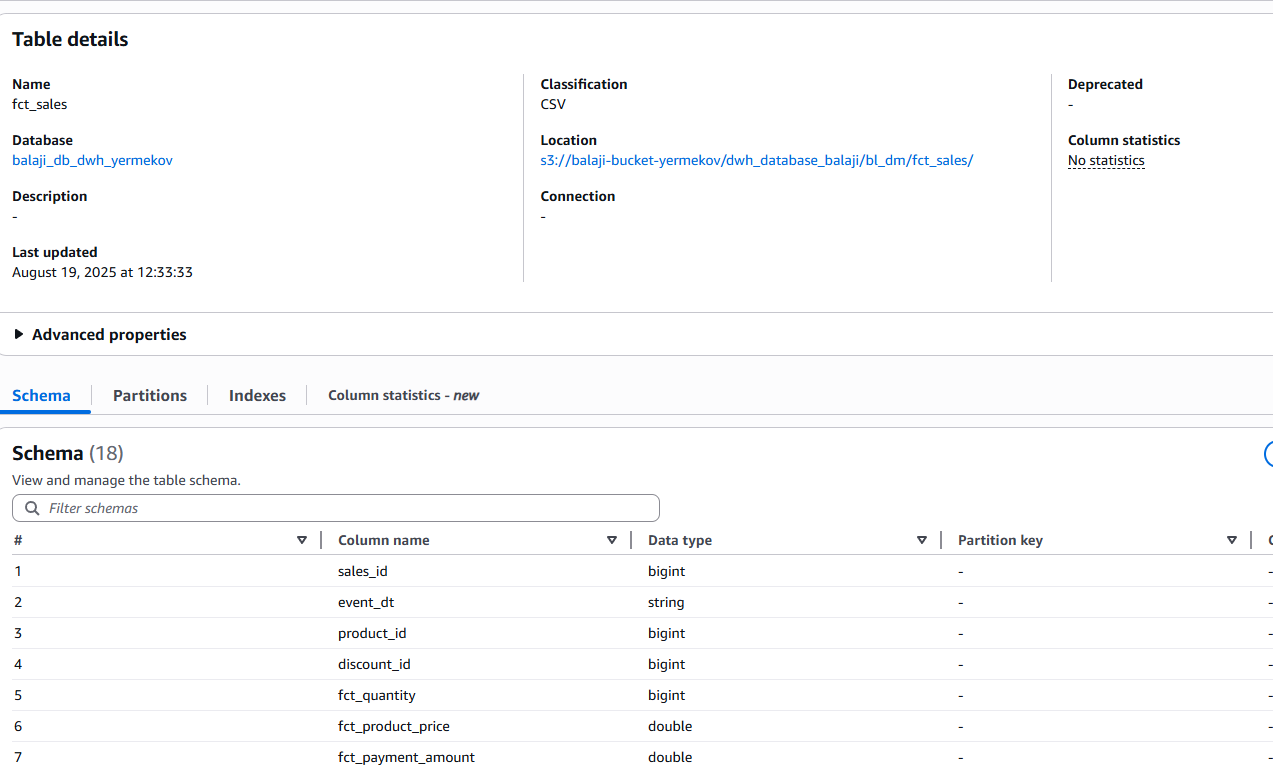 Table details
Name
fct_sales
Classification
CSV
Deprecated
-
Database
balaji_db_dwh_yermekov
Location
s3://balaji-bucket-yermekov/dwh_database_balaji/bl_dm/fct_sales/
Column statistics
No statistics
Description
-
Connection
-
Last updated
August 19, 2025 at 12:33:33
Advanced properties
Schema Partitions Indexes Column statistics - new
Schema (18)
View and manage the table schema.
Filter schemas
# Column name Data type Partition key
1 sales_id bigint - -
2 event_dt string - -
3 product_id bigint - -
4 discount_id bigint - -
5 fct_quantity bigint - -
6 fct_product_price double - -
7 fct_payment_amount double - -